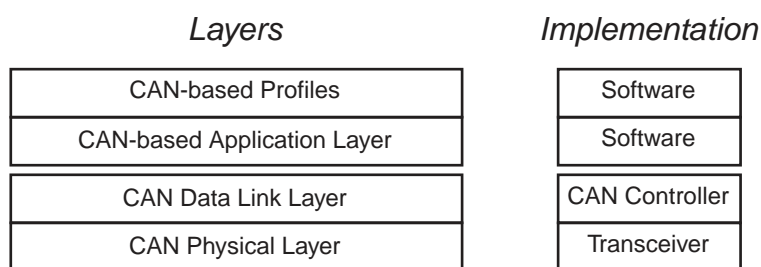 Layers Implementation
CAN-based Profiles Software
CAN-based Application Layer Software
CAN Data Link Layer CAN Controller
CAN Physical Layer Transceiver